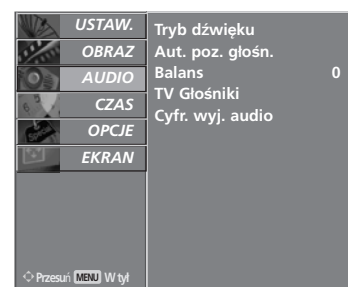 USTAW.
OBRAZ
AUDIO
CZAS
OPCJE
EKRAN
Tryb dźwięku
Aut. poz. głośn.
Balans 0
TV Głośniki
Cyfr. wyj. audio
Przesuń MENU W tył